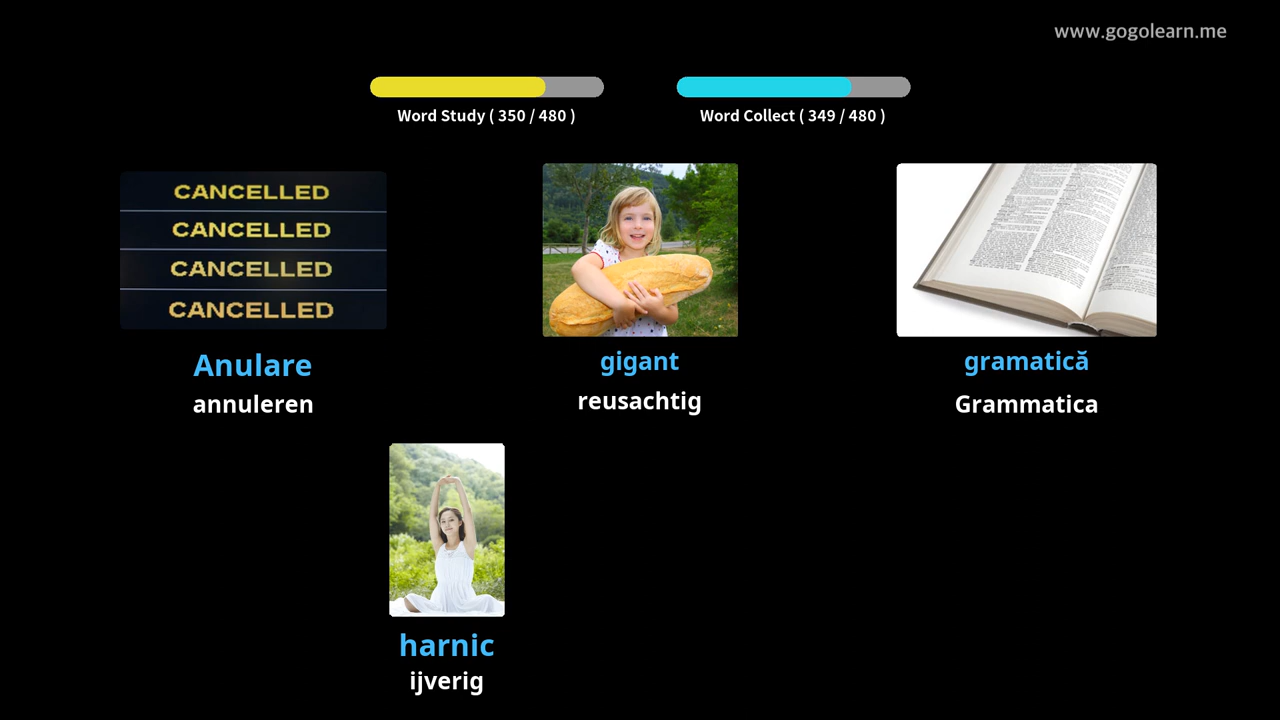 www.gogolearn.me
Word Study ( 350 / 480 )
Word Collect ( 349 / 480 )
CANCELLED
CANCELLED
CANCELLED
CANCELLED
Anulare
annuleren
gigant
reusachtig
gramatică
Grammatica
harnic
ijverig